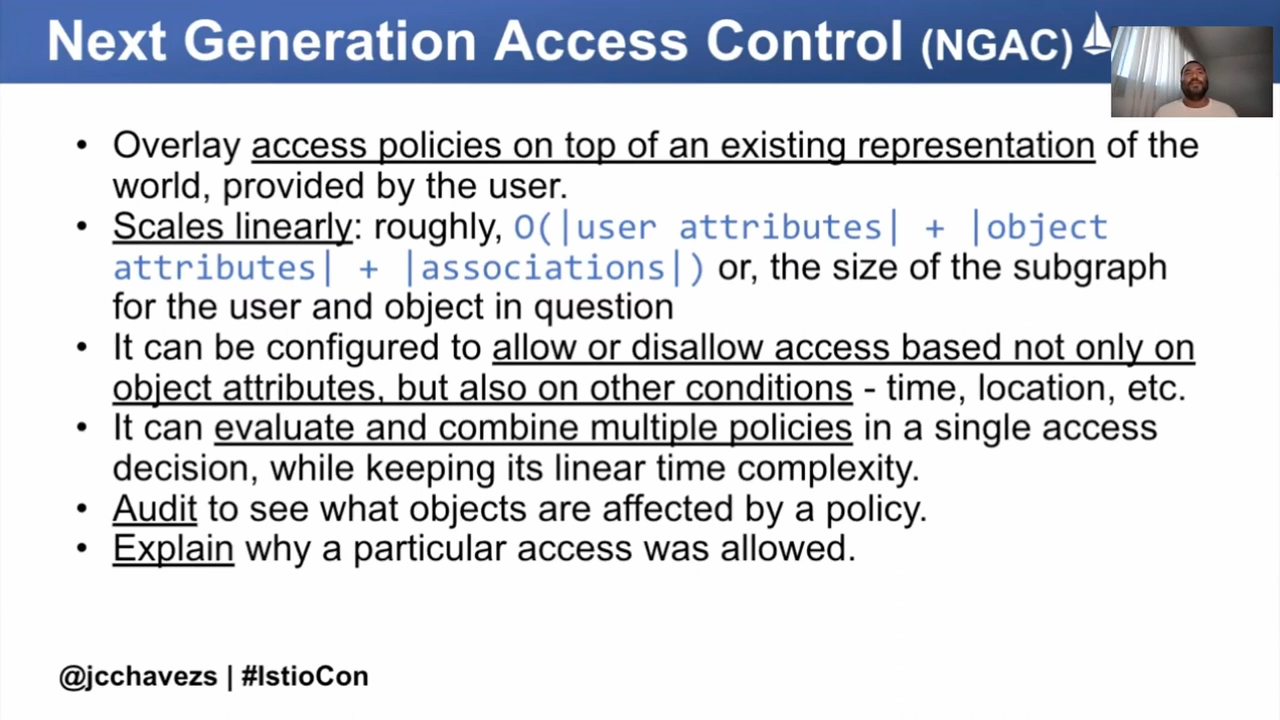 Next Generation Access Control (NGAC)
• Overlay access policies on top of an existing representation of the
world, provided by the user.
• Scales linearly: roughly, O(|user attributes| + |object
attributes| + |associations|) or, the size of the subgraph
for the user and object in question
• It can be configured to allow or disallow access based not only on
object attributes, but also on other conditions - time, location, etc.
• It can evaluate and combine multiple policies in a single access
decision, while keeping its linear time complexity.
• Audit to see what objects are affected by a policy.
• Explain why a particular access was allowed.
@jcchavezs | #IstioCon